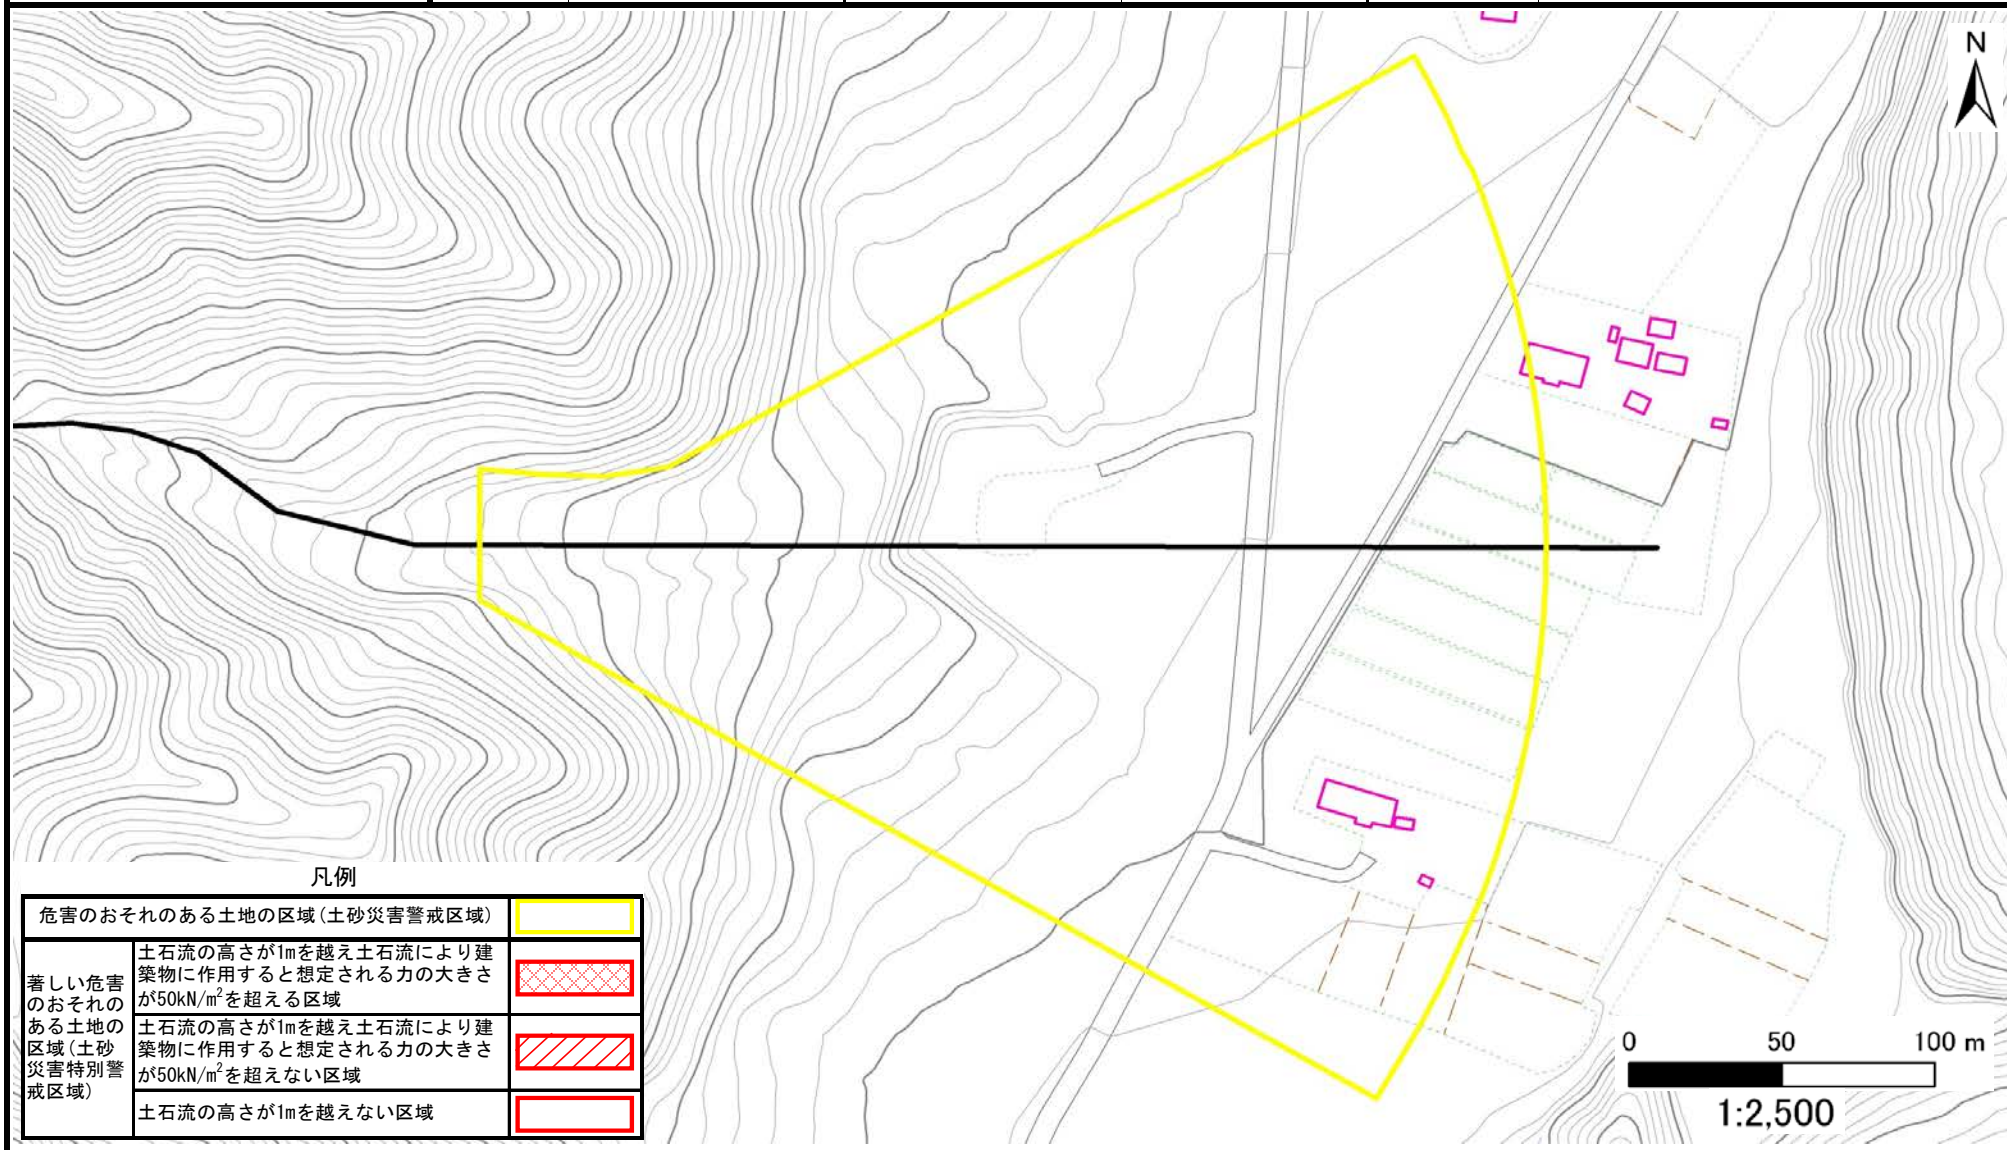 N
凡例
危害のおそれのある土地の区域(土砂災害警戒区域)
著しい危害
のおそれの
ある土地の
区域(土砂
災害特別警
戒区域)
土石流の高さが1mを越え土石流により建
築物に作用すると想定される力の大きさ
が50kN/m²を超える区域
土石流の高さが1mを越え土石流により建
築物に作用すると想定される力の大きさ
が50kN/m²を超えない区域
土石流の高さが1mを越えない区域
0 50 100 m
1:2,500